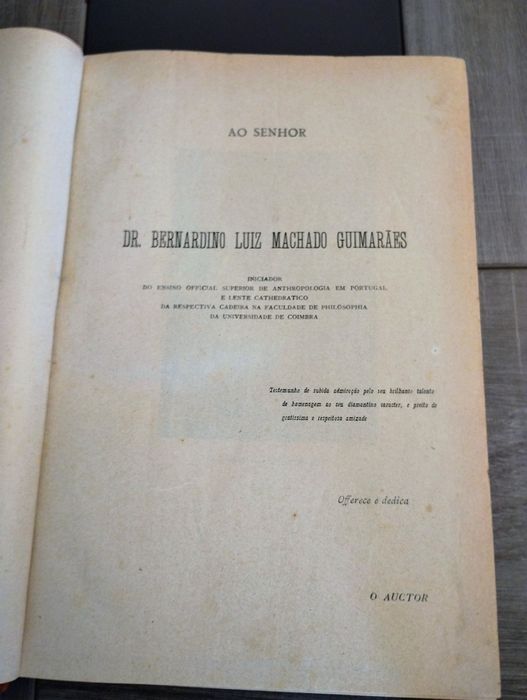 AO SENHOR
DR. BERNARDINO LUIZ MACHADO GUIMARÃES
INICIADOR
DO ENSINO OFFICIAL SUPERIOR DE ANTHROPOLOGIA EM PORTUGAL
E LENTE CATHEDRATICO
DA RESPECTIVA CADEIRA NA FACULDADE DE PHILOSOPHIA
DA UNIVERSIDADE DE COIMBRA
Testemunho de subida admiração pelo seu brilhante talento
de homenagem ao seu diamantino caracter, e preito de
gratissima e respeitosa amizade
Offerece e dedica
O AUCTOR